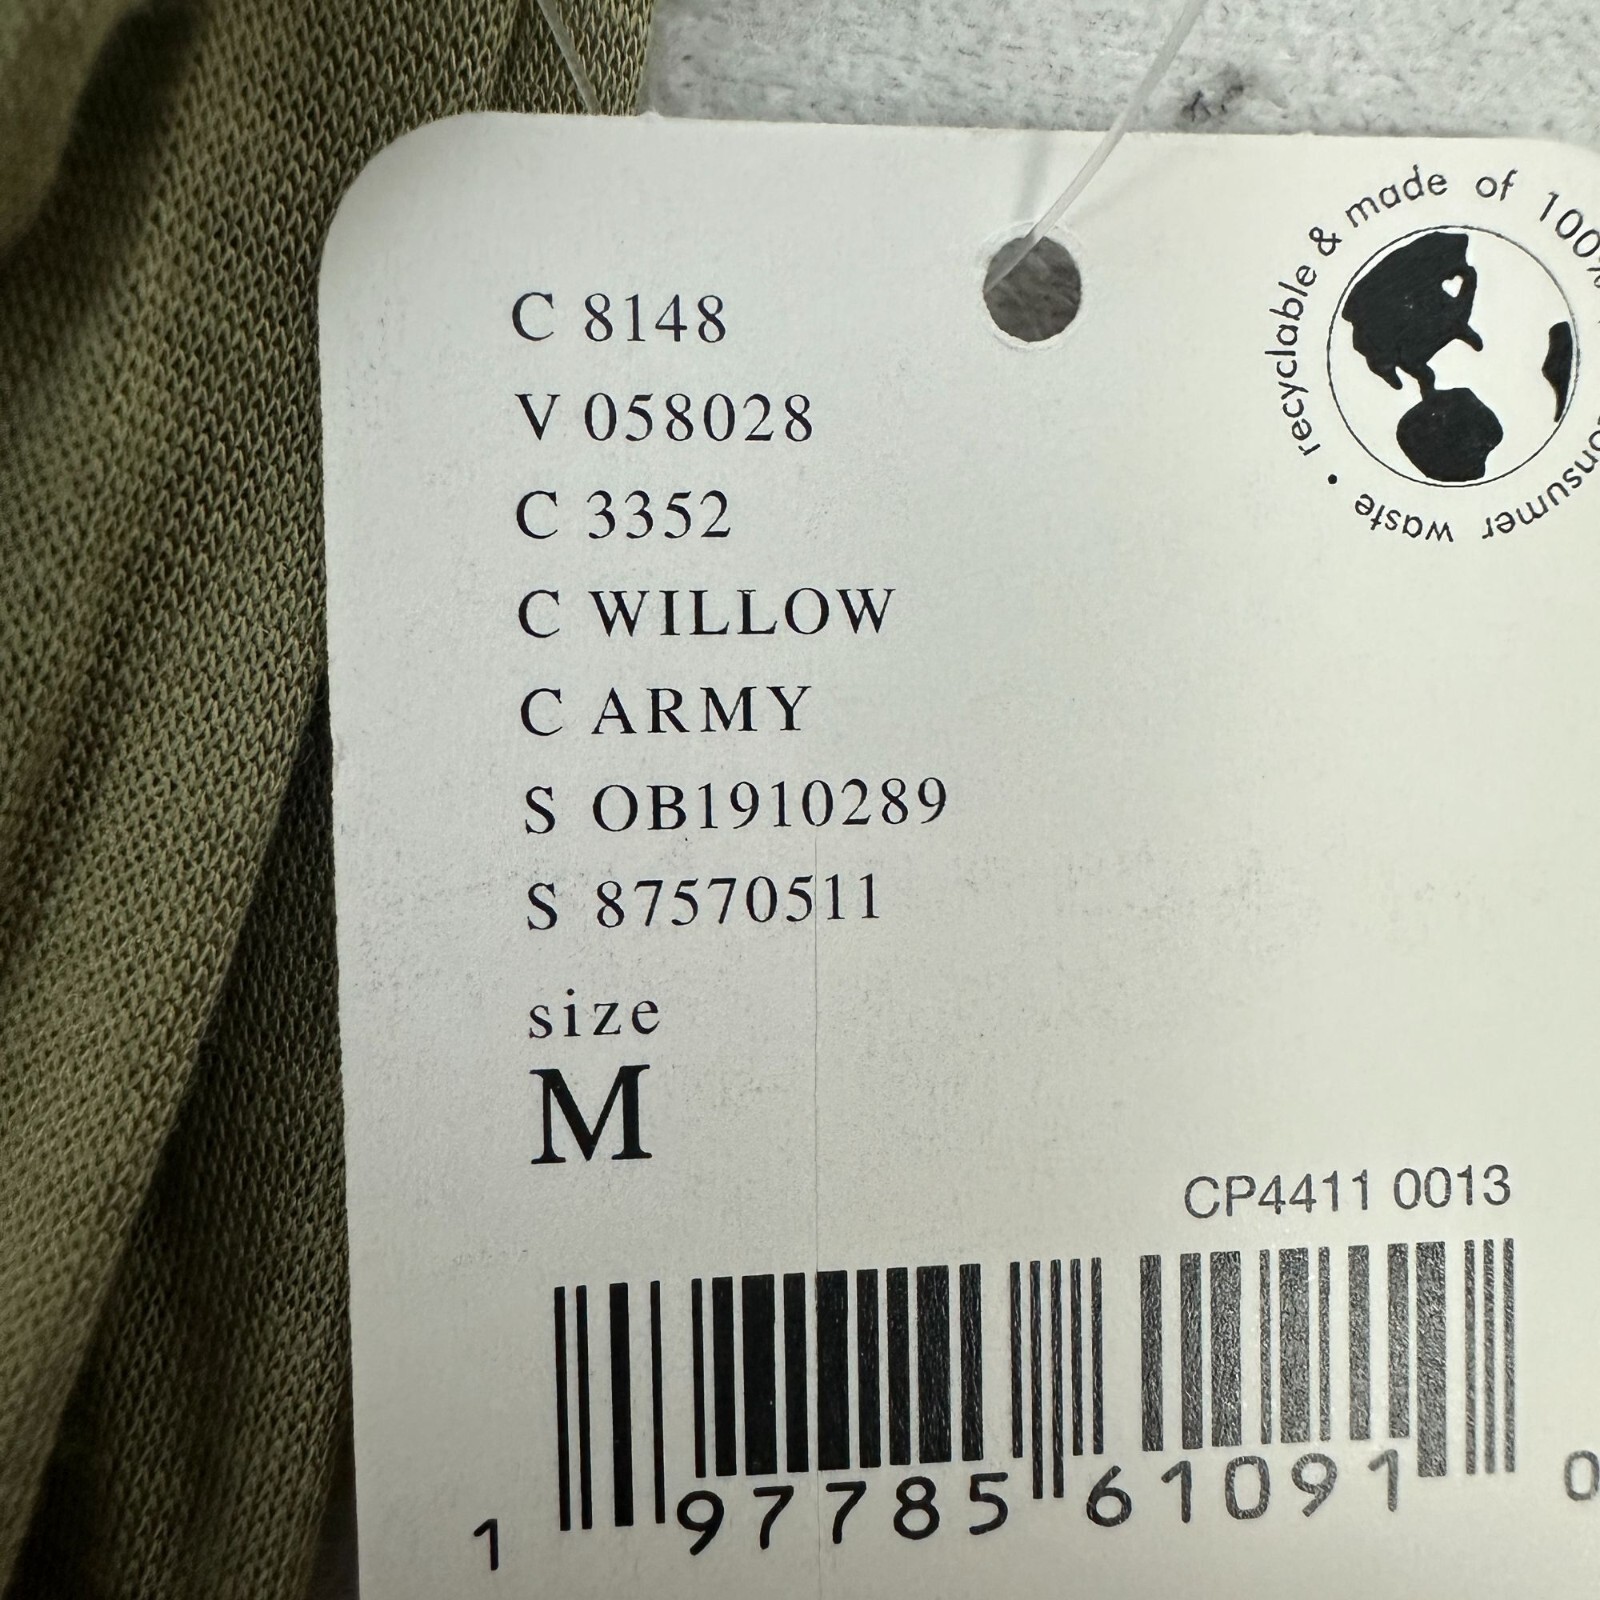 C 8148
V 058028
C 3352
C WILLOW
C ARMY
S OB1910289
S 87570511
size
M
recyclable & made of 100%
consumer waste •
CP4411 0013
1 97785 61091 0